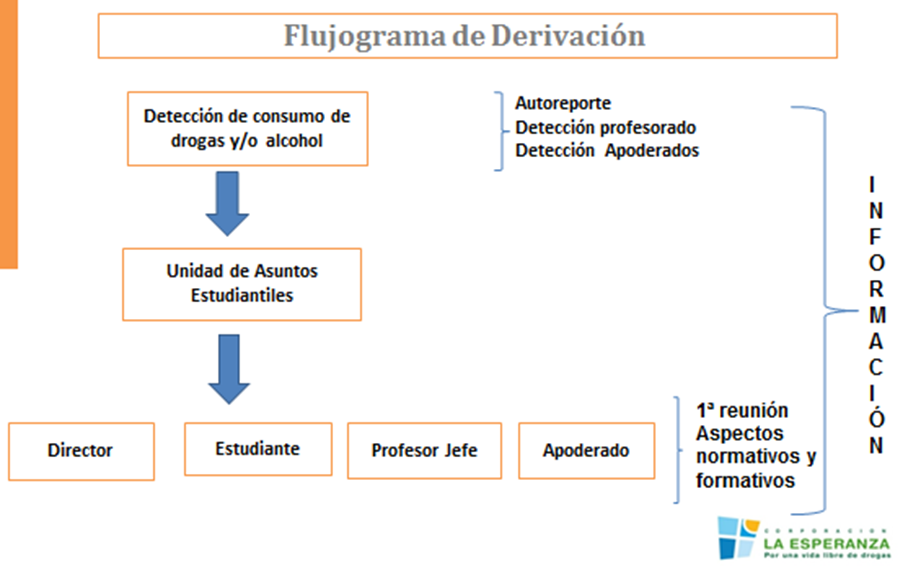 Flujograma de Derivación
Detección de consumo de
drogas y/o alcohol
Autoreporte
Detección profesorado
Detección Apoderados
Unidad de Asuntos
Estudiantiles
Director
Estudiante
Profesor Jefe
Apoderado
1ª reunión
Aspectos
normativos y
formativos
I
N
F
O
R
M
A
C
I
Ó
N
CORPORACION
LA ESPERANZA
Por una vida libre de drogas